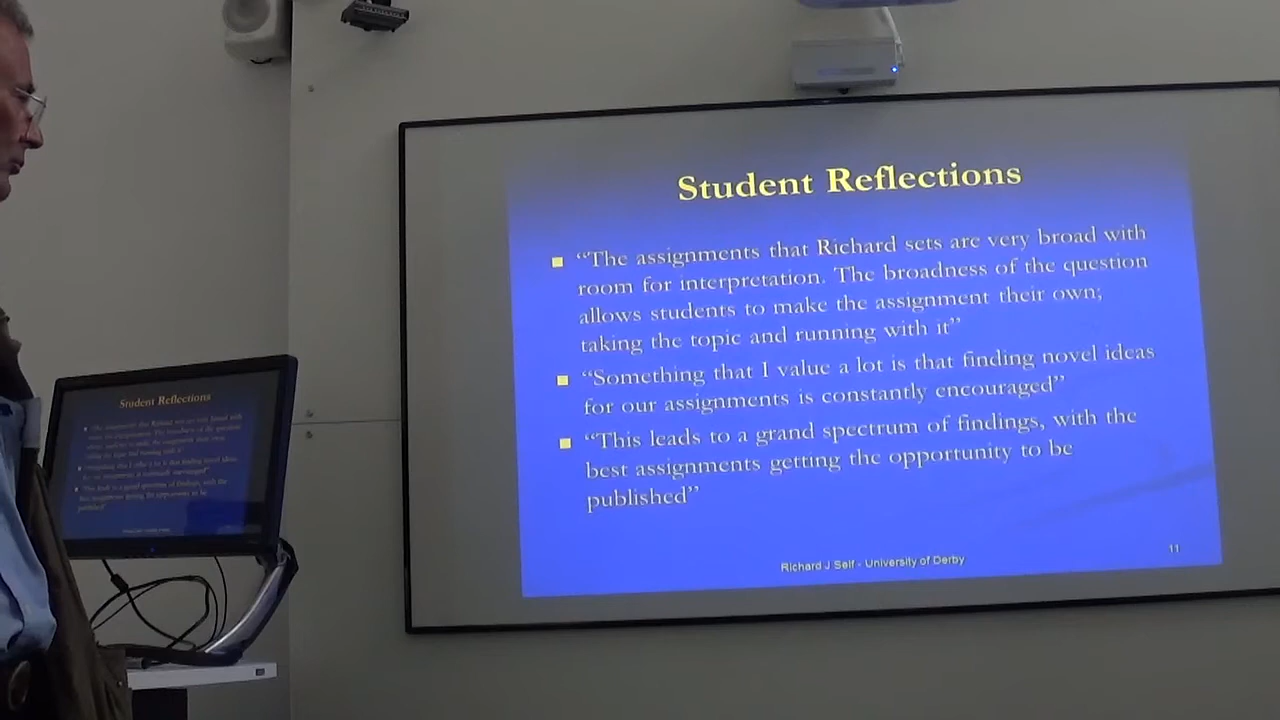 Student Reflections
“The assignments that Richard sets are very broad with
room for interpretation. The broadness of the question
allows students to make the assignment their own;
taking the topic and running with it”
“Something that I value a lot is that finding novel ideas
for our assignments is constantly encouraged”
“This leads to a grand spectrum of findings, with the
best assignments getting the opportunity to be
published”
Richard J Self - University of Derby
11
Student Reflections